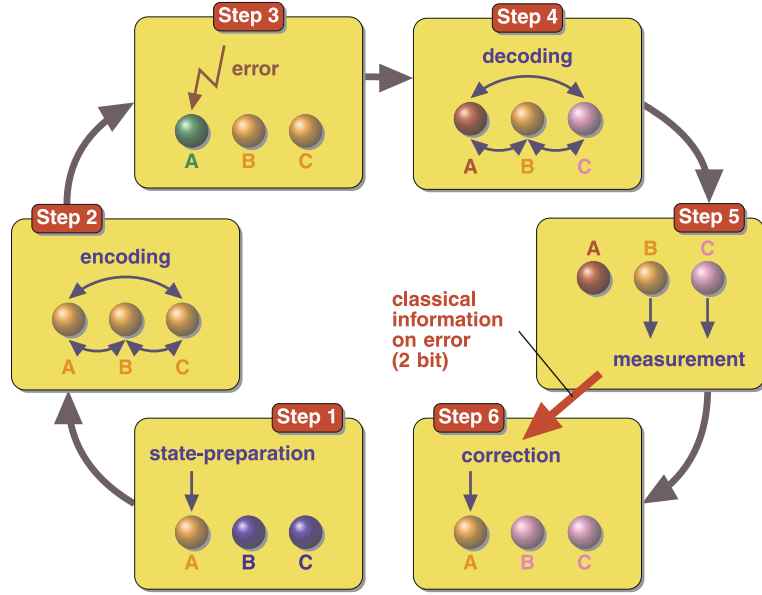 Step 3
error
A B C
Step 4
decoding
A B C
Step 2
encoding
A B C
Step 5
A B C
measurement
classical
information
on error
(2 bit)
Step 1
state-preparation
A B C
Step 6
correction
A B C